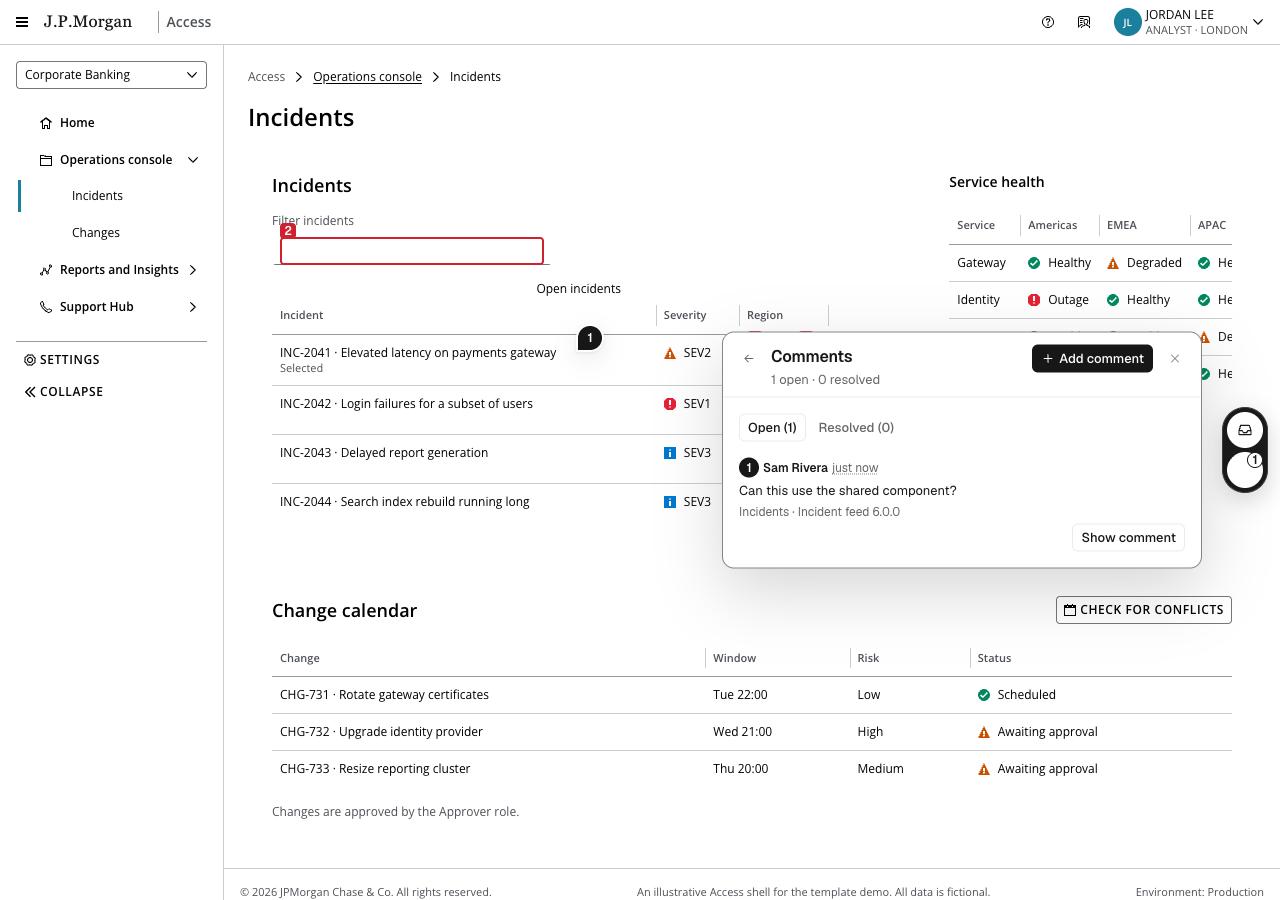 J.P.Morgan
Access
JL
JORDAN LEE
ANALYST · LONDON
Corporate Banking
Home
Operations console
Incidents
Changes
Reports and Insights
Support Hub
SETTINGS
COLLAPSE
Access
Operations console
Incidents
Incidents
Incidents
Filter incidents
2
Open incidents
Incident
Severity
Region
INC-2041 · Elevated latency on payments gateway
Selected
SEV2
1
INC-2042 · Login failures for a subset of users
SEV1
INC-2043 · Delayed report generation
SEV3
INC-2044 · Search index rebuild running long
SEV3
Service health
Service
Americas
EMEA
APAC
Gateway
Healthy
Degraded
He
Identity
Outage
Healthy
He
De
He
Comments
1 open · 0 resolved
Add comment
Open (1)
Resolved (0)
1
Sam Rivera just now
Can this use the shared component?
Incidents · Incident feed 6.0.0
Show comment
1
Change calendar
CHECK FOR CONFLICTS
Change
Window
Risk
Status
CHG-731 · Rotate gateway certificates
Tue 22:00
Low
Scheduled
CHG-732 · Upgrade identity provider
Wed 21:00
High
Awaiting approval
CHG-733 · Resize reporting cluster
Thu 20:00
Medium
Awaiting approval
Changes are approved by the Approver role.
© 2026 JPMorgan Chase & Co. All rights reserved.
An illustrative Access shell for the template demo. All data is fictional.
Environment: Production